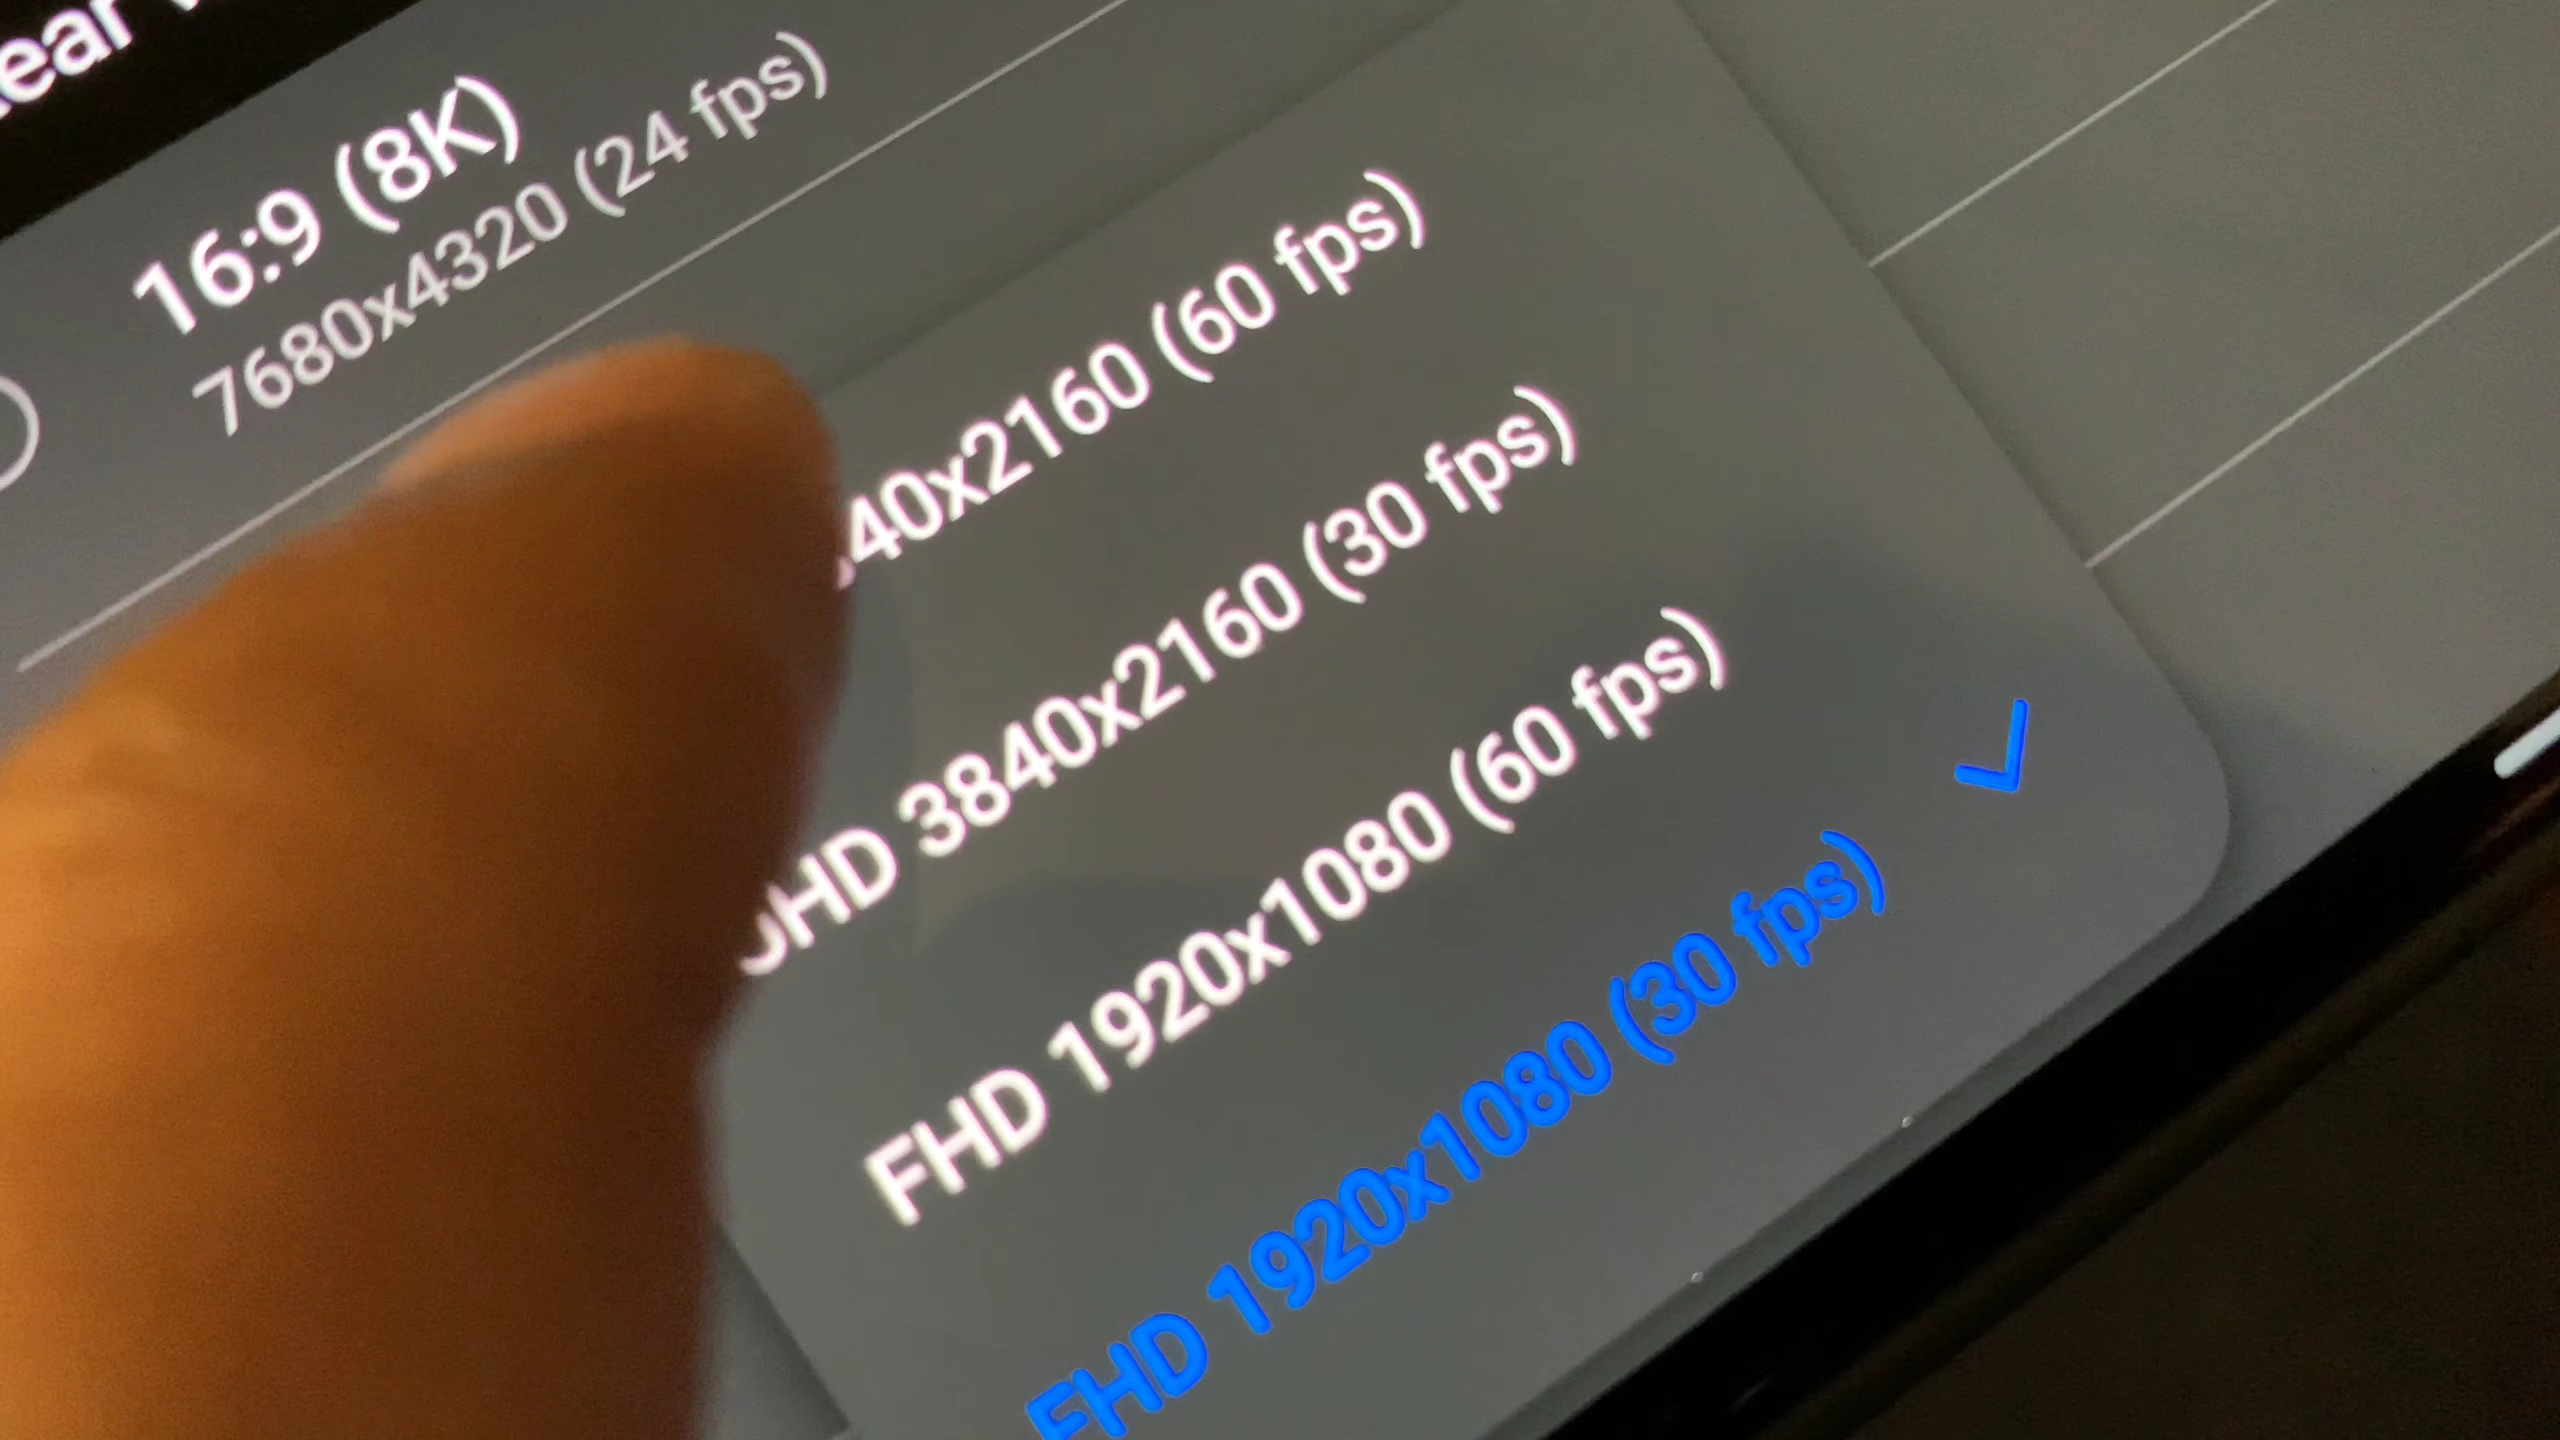 16:9 (8K)
7680x4320 (24 fps)
40x2160 (60 fps)
UHD 3840x2160 (30 fps)
FHD 1920x1080 (60 fps)
FHD 1920x1080 (30 fps)